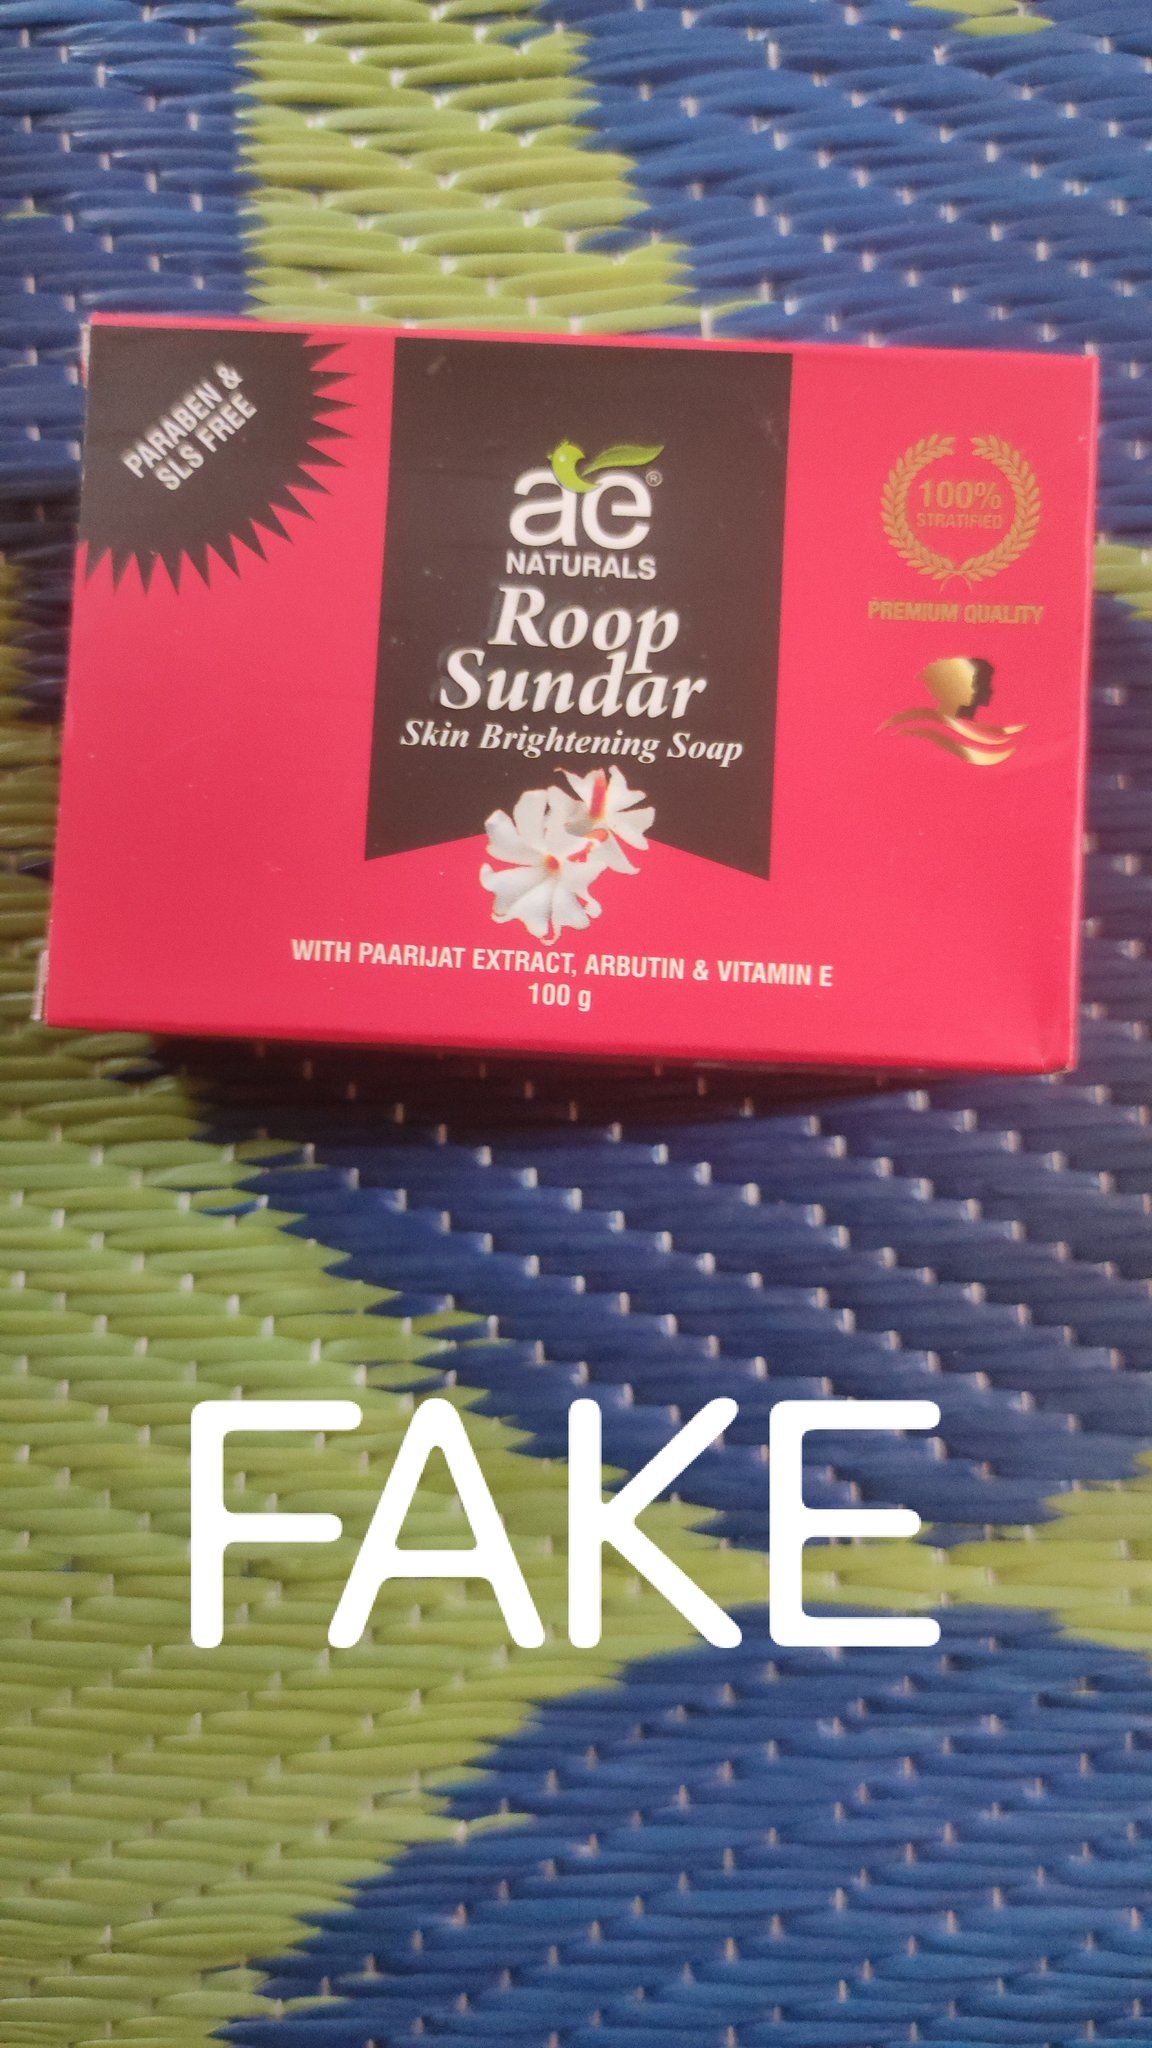 PARABEN &
SLS FREE
ae®
NATURALS
Roop
Sundar
Skin Brightening Soap
100%
STRATIFIED
PREMIUM QUALITY
WITH PAARIJAT EXTRACT, ARBUTIN & VITAMIN E
100 g
FAKE